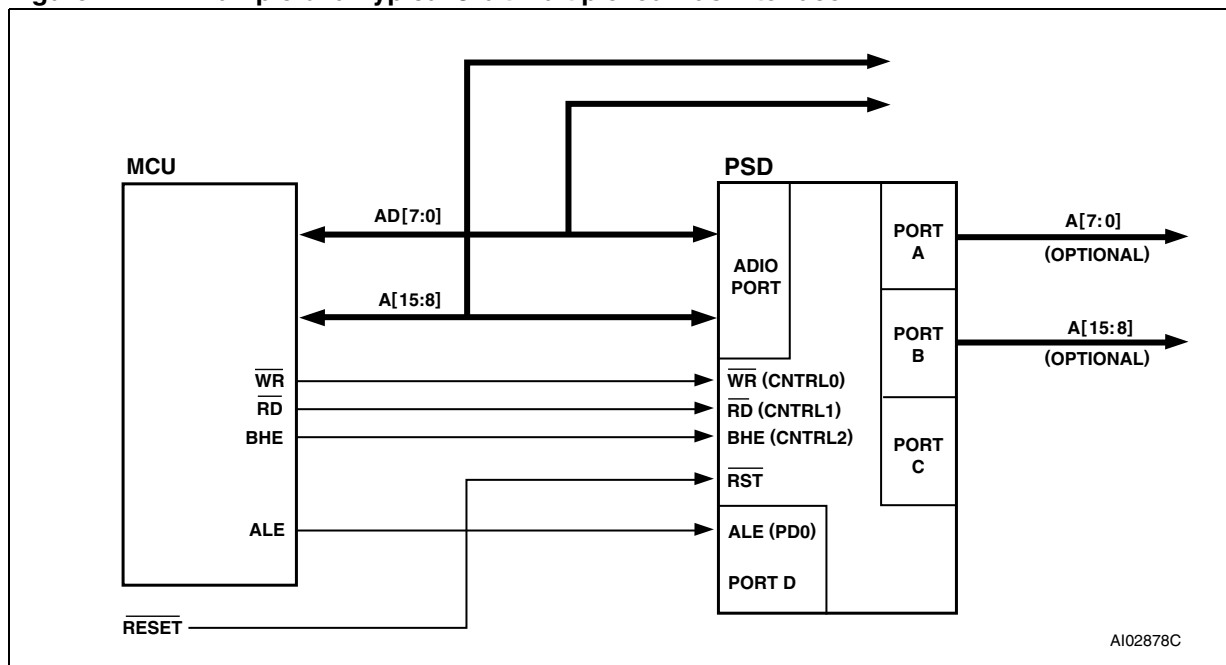 MCU
PSD
AD[7:0]
A[15:8]
ADIO
PORT
PORT
A
A[7:0]
(OPTIONAL)
PORT
B
A[15:8]
(OPTIONAL)
PORT
C
WR
WR (CNTRL0)
RD
RD (CNTRL1)
BHE
BHE (CNTRL2)
RST
ALE
ALE (PD0)
PORT D
RESET
AI02878C